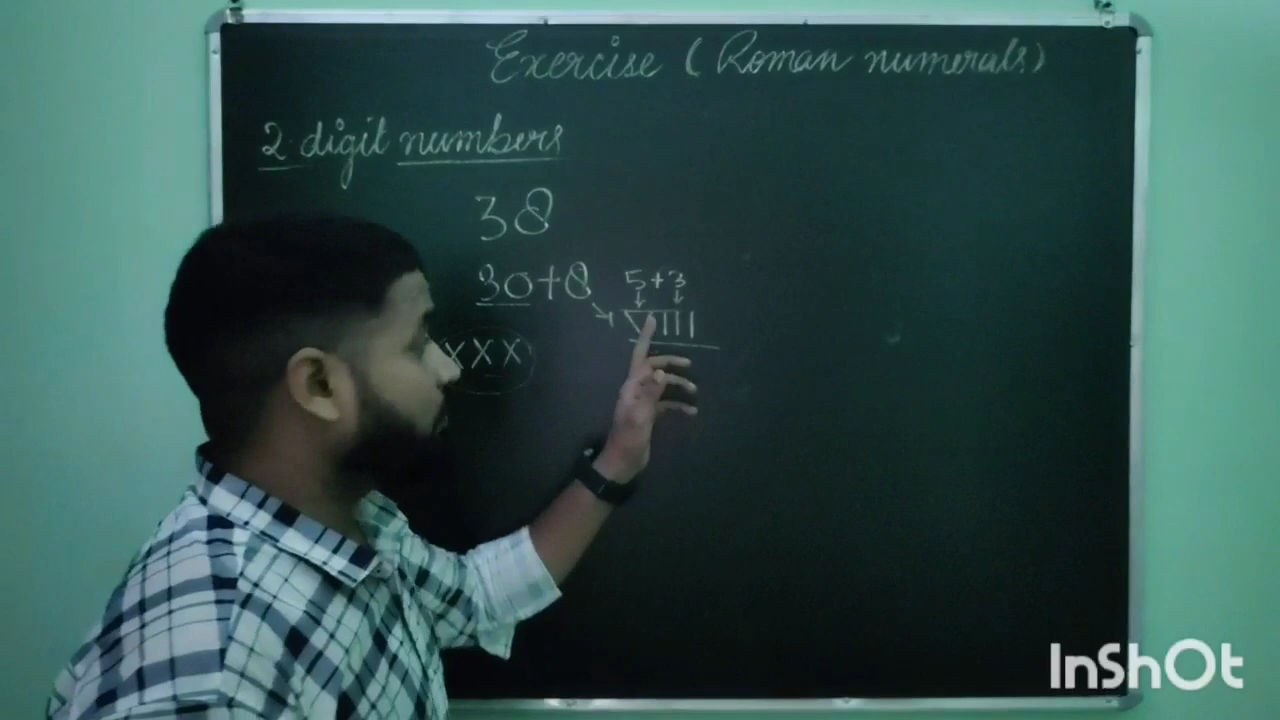 Exercise (Roman numerals)
2 digit numbers
38
30+8
5+3
VIII
XXX
InShOt